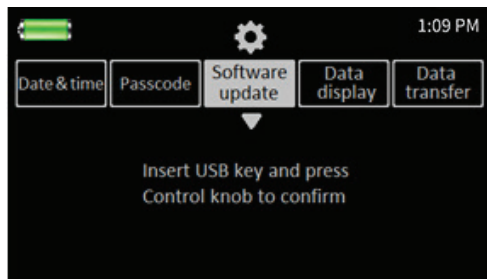 1:09 PM
Date & time
Passcode
Software
update
Data
display
Data
transfer
Insert USB key and press
Control knob to confirm